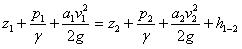 z₁ + p₁/γ + a₁v₁²/2g = z₂ + p₂/γ + a₂v₂²/2g + h₁₋₂